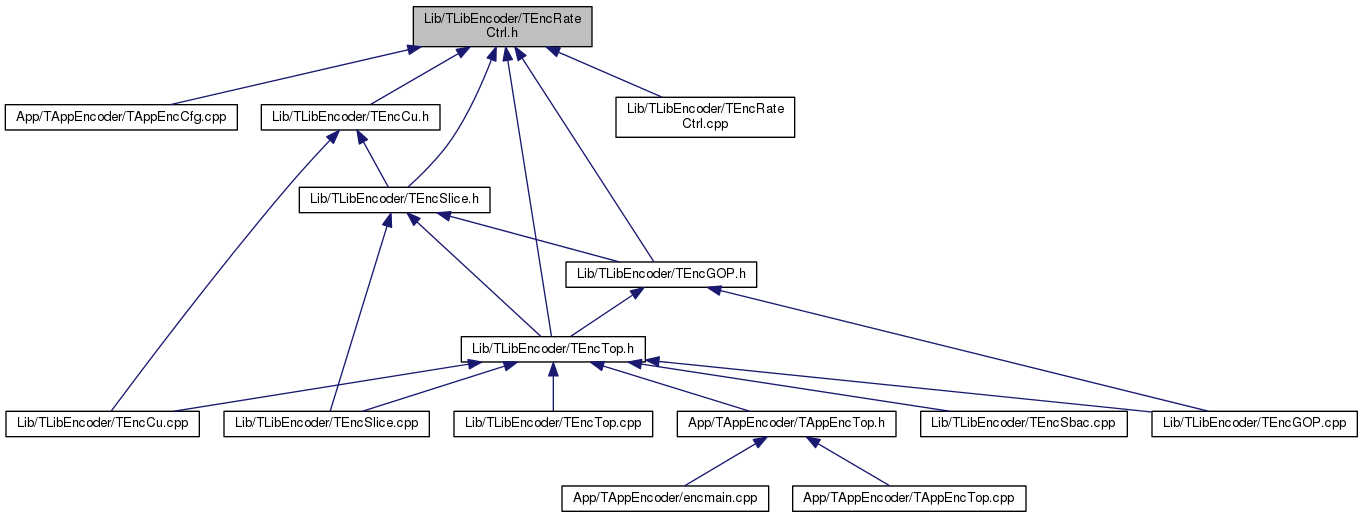 Lib/TLibEncoder/TEncRate
Ctrl.h
App/TAppEncoder/TAppEncCfg.cpp
Lib/TLibEncoder/TEncCu.h
Lib/TLibEncoder/TEncRate
Ctrl.cpp
Lib/TLibEncoder/TEncSlice.h
Lib/TLibEncoder/TEncGOP.h
Lib/TLibEncoder/TEncTop.h
Lib/TLibEncoder/TEncCu.cpp
Lib/TLibEncoder/TEncSlice.cpp
Lib/TLibEncoder/TEncTop.cpp
App/TAppEncoder/TAppEncTop.h
Lib/TLibEncoder/TEncSbac.cpp
Lib/TLibEncoder/TEncGOP.cpp
App/TAppEncoder/encmain.cpp
App/TAppEncoder/TAppEncTop.cpp